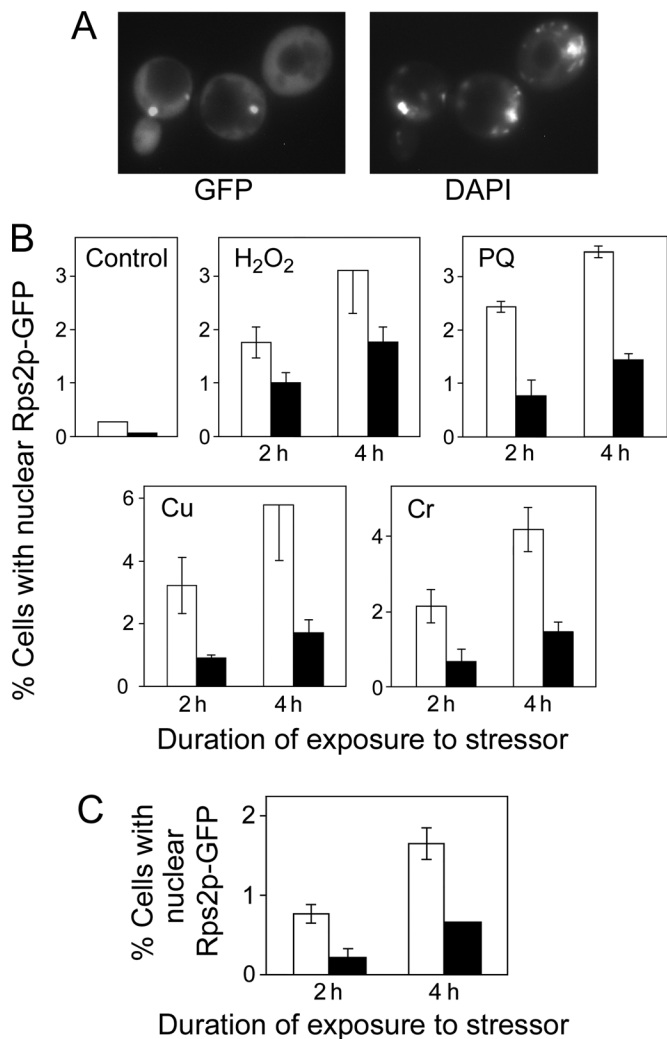 A
GFP
DAPI
B
% Cells with nuclear Rps2p-GFP
Control
3
2
1
0
H₂O₂
3
2
1
0
2 h
4 h
PQ
3
2
1
0
2 h
4 h
Cu
6
4
2
0
2 h
4 h
Cr
4
2
0
2 h
4 h
Duration of exposure to stressor
C
% Cells with
nuclear
Rps2p-GFP
2
1
0
2 h
4 h
Duration of exposure to stressor